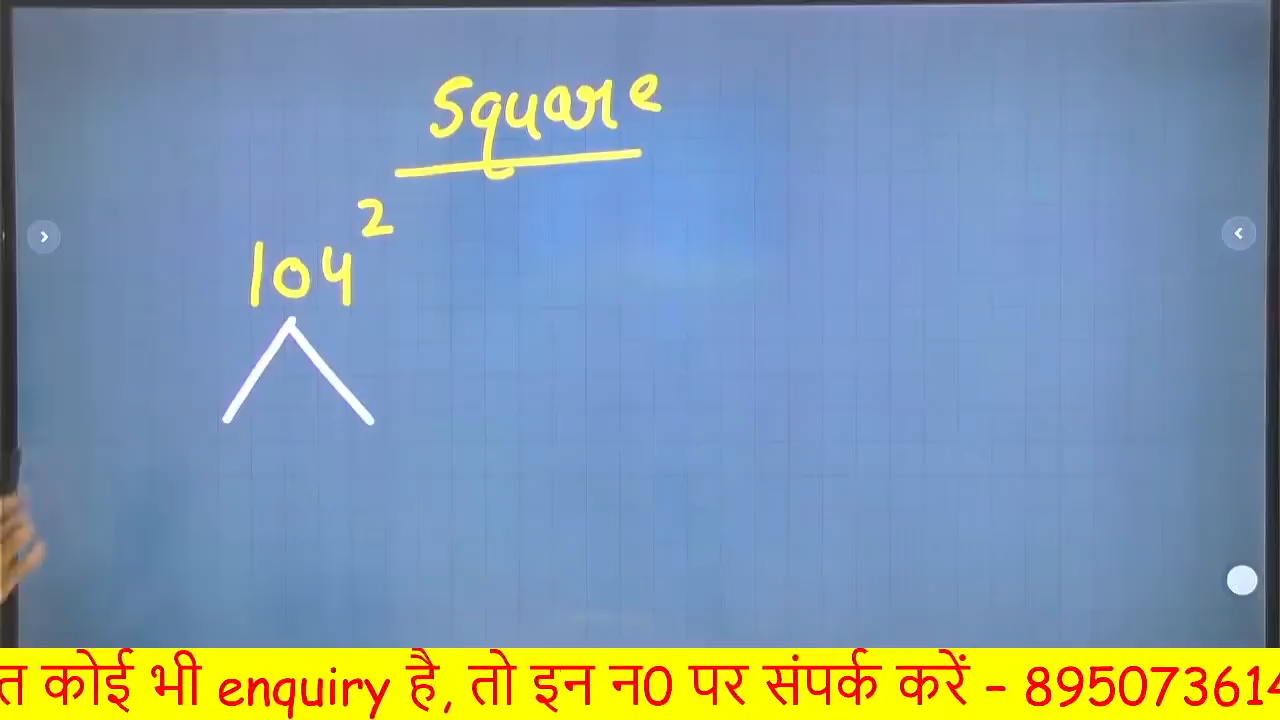 Square
104²
त कोई भी enquiry है, तो इन न0 पर संपर्क करें - 895073614